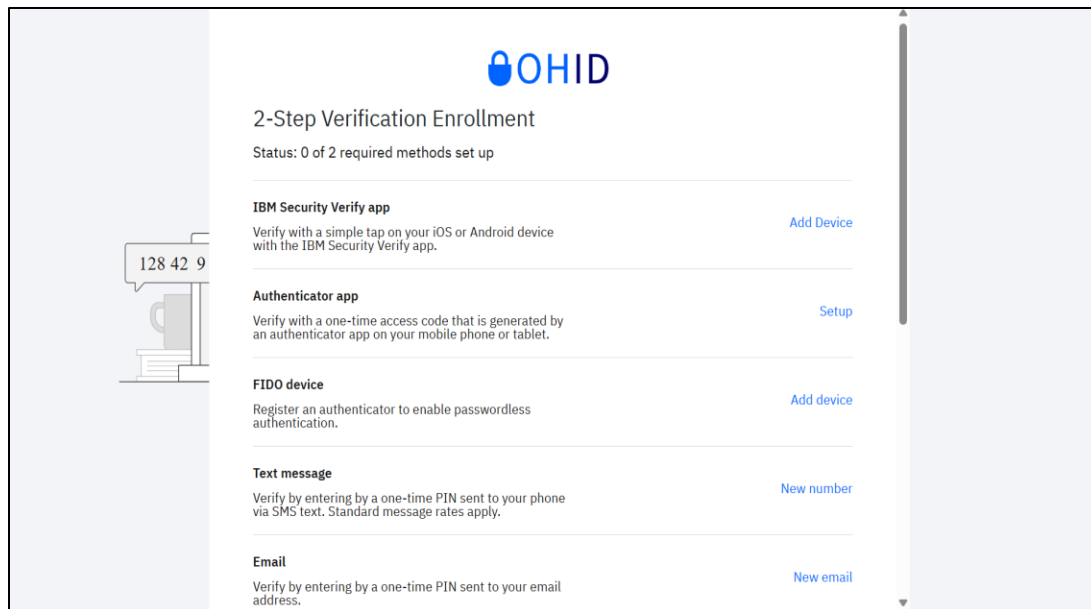 OHID
2-Step Verification Enrollment
Status: 0 of 2 required methods set up
IBM Security Verify app
Verify with a simple tap on your iOS or Android device
with the IBM Security Verify app.
Add Device
128 42 9
Authenticator app
Verify with a one-time access code that is generated by
an authenticator app on your mobile phone or tablet.
Setup
FIDO device
Register an authenticator to enable passwordless
authentication.
Add device
Text message
Verify by entering by a one-time PIN sent to your phone
via SMS text. Standard message rates apply.
New number
Email
Verify by entering by a one-time PIN sent to your email
address.
New email